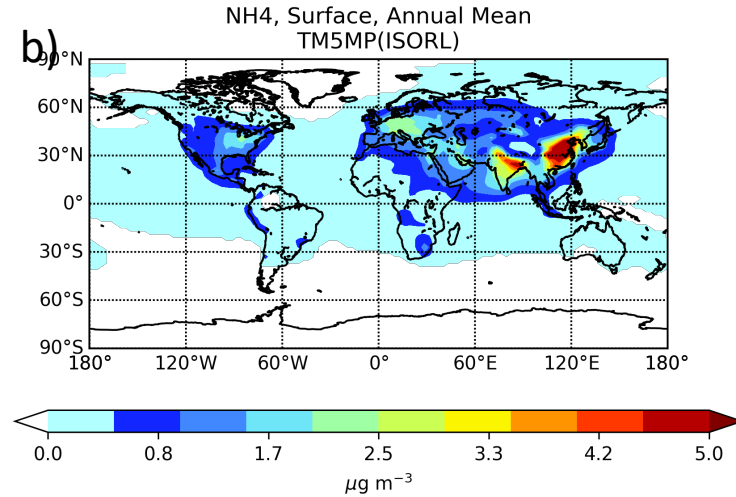 NH4, Surface, Annual Mean
TM5MP(ISORL)
b)
90°N
60°N
30°N
0°
30°S
60°S
90°S
180° 120°W 60°W 0° 60°E 120°E 180°
0.0 0.8 1.7 2.5 3.3 4.2 5.0
μg m⁻³